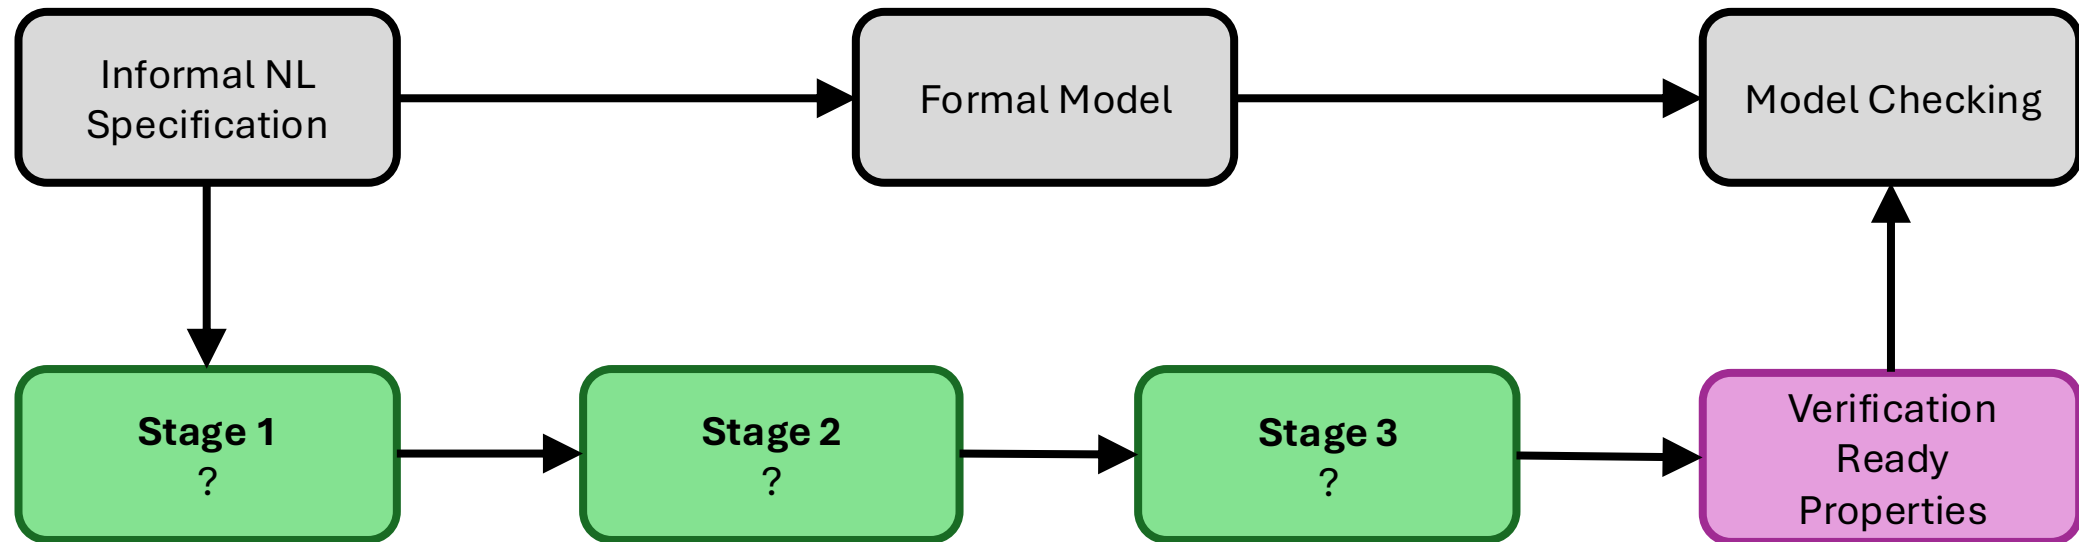 Informal NL
Specification
Formal Model
Model Checking
Stage 1
?
Stage 2
?
Stage 3
?
Verification
Ready
Properties